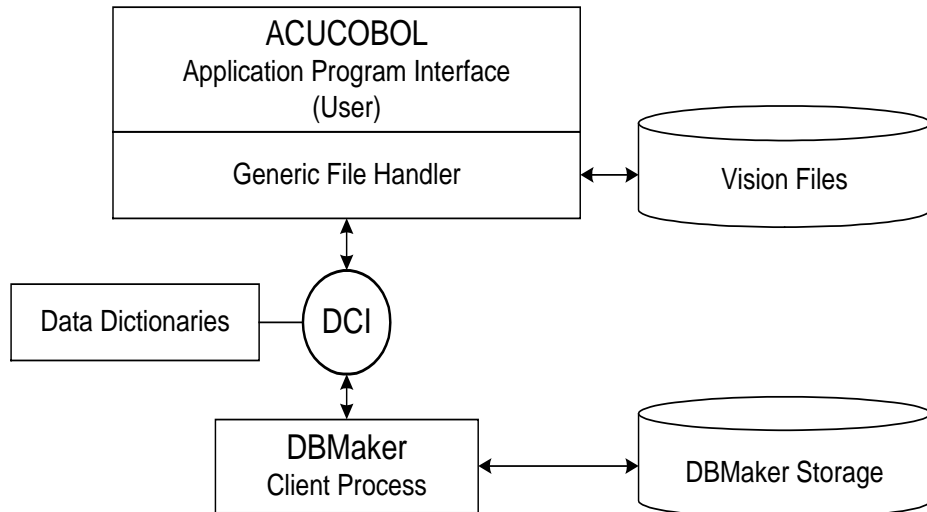 ACUCOBOL
Application Program Interface
(User)
Generic File Handler
Vision Files
Data Dictionaries
DCI
DBMaker
Client Process
DBMaker Storage